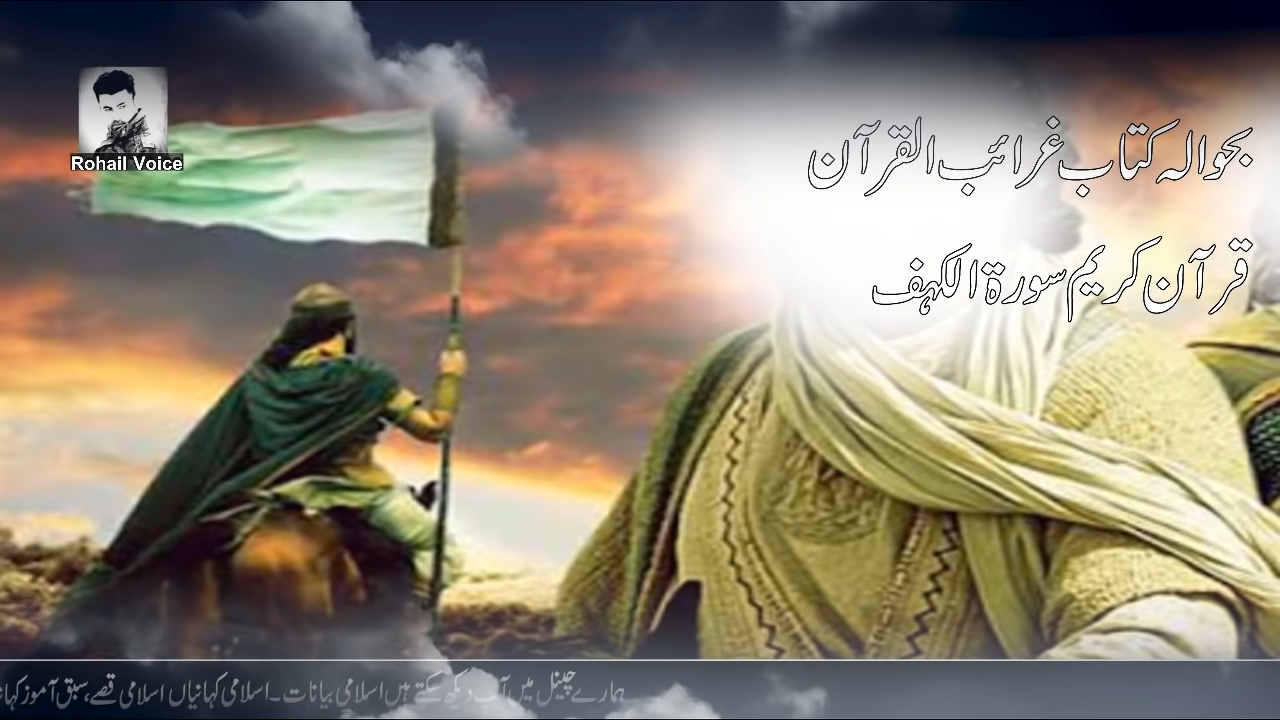 Rohail Voice
بحوالہ کتاب غرائب القرآن
قرآن کریم سورۃ الکہف
ہمارے چینل میں آپ دیکھ سکتے ہیں اسلامی بیانات ۔ اسلامی کہانیاں اسلامی قصے، سبق آموز